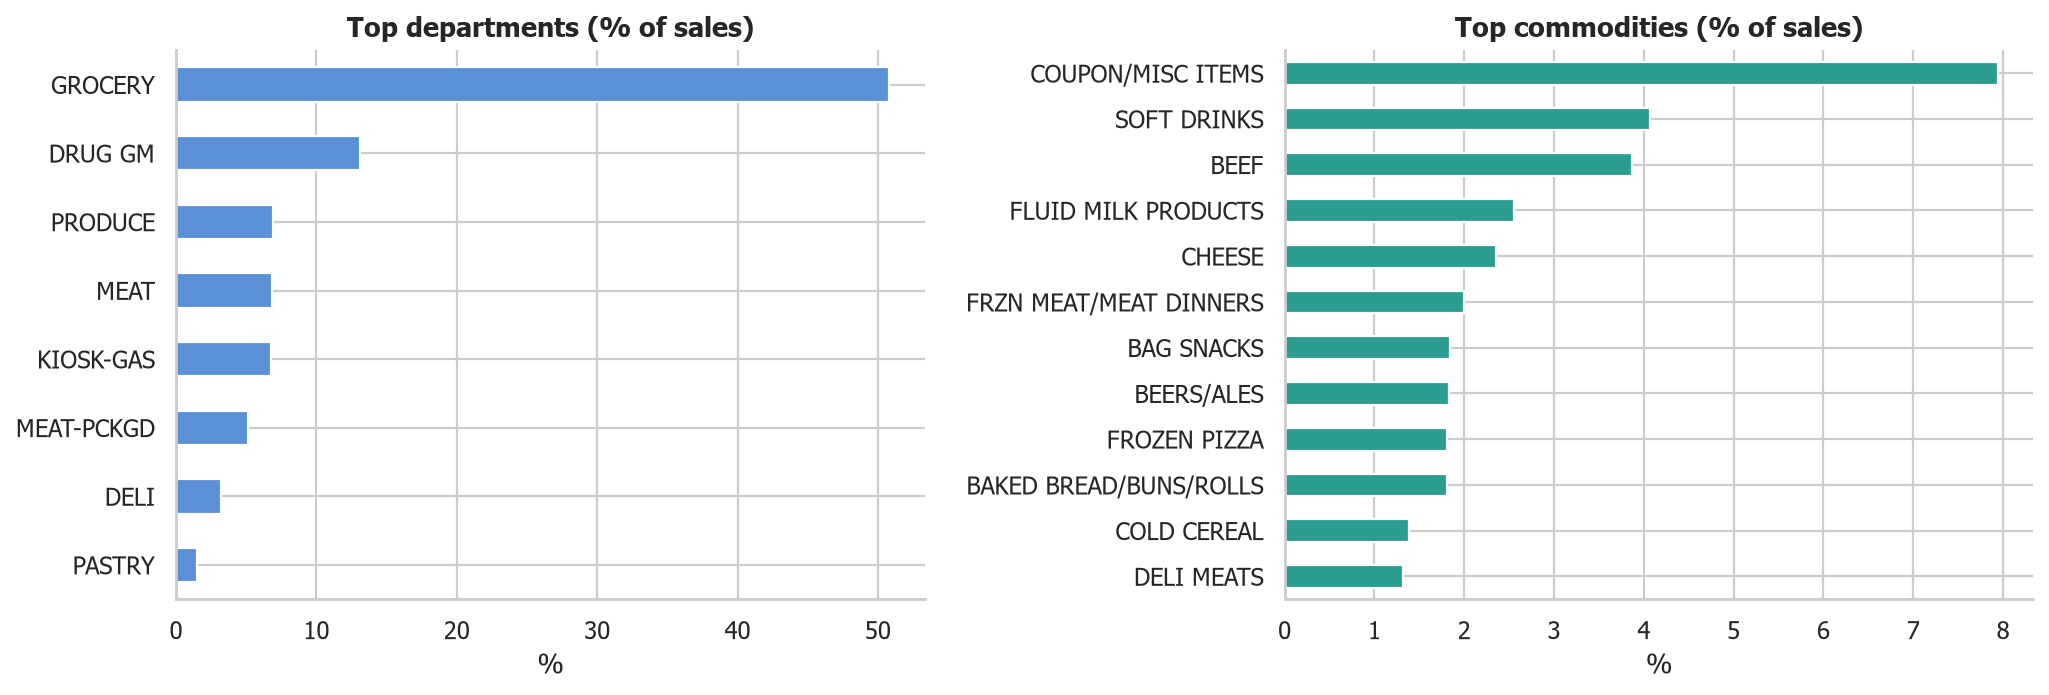 Top departments (% of sales)
GROCERY
DRUG GM
PRODUCE
MEAT
KIOSK-GAS
MEAT-PCKGD
DELI
PASTRY
0 10 20 30 40 50
%
Top commodities (% of sales)
COUPON/MISC ITEMS
SOFT DRINKS
BEEF
FLUID MILK PRODUCTS
CHEESE
FRZN MEAT/MEAT DINNERS
BAG SNACKS
BEERS/ALES
FROZEN PIZZA
BAKED BREAD/BUNS/ROLLS
COLD CEREAL
DELI MEATS
0 1 2 3 4 5 6 7 8
%